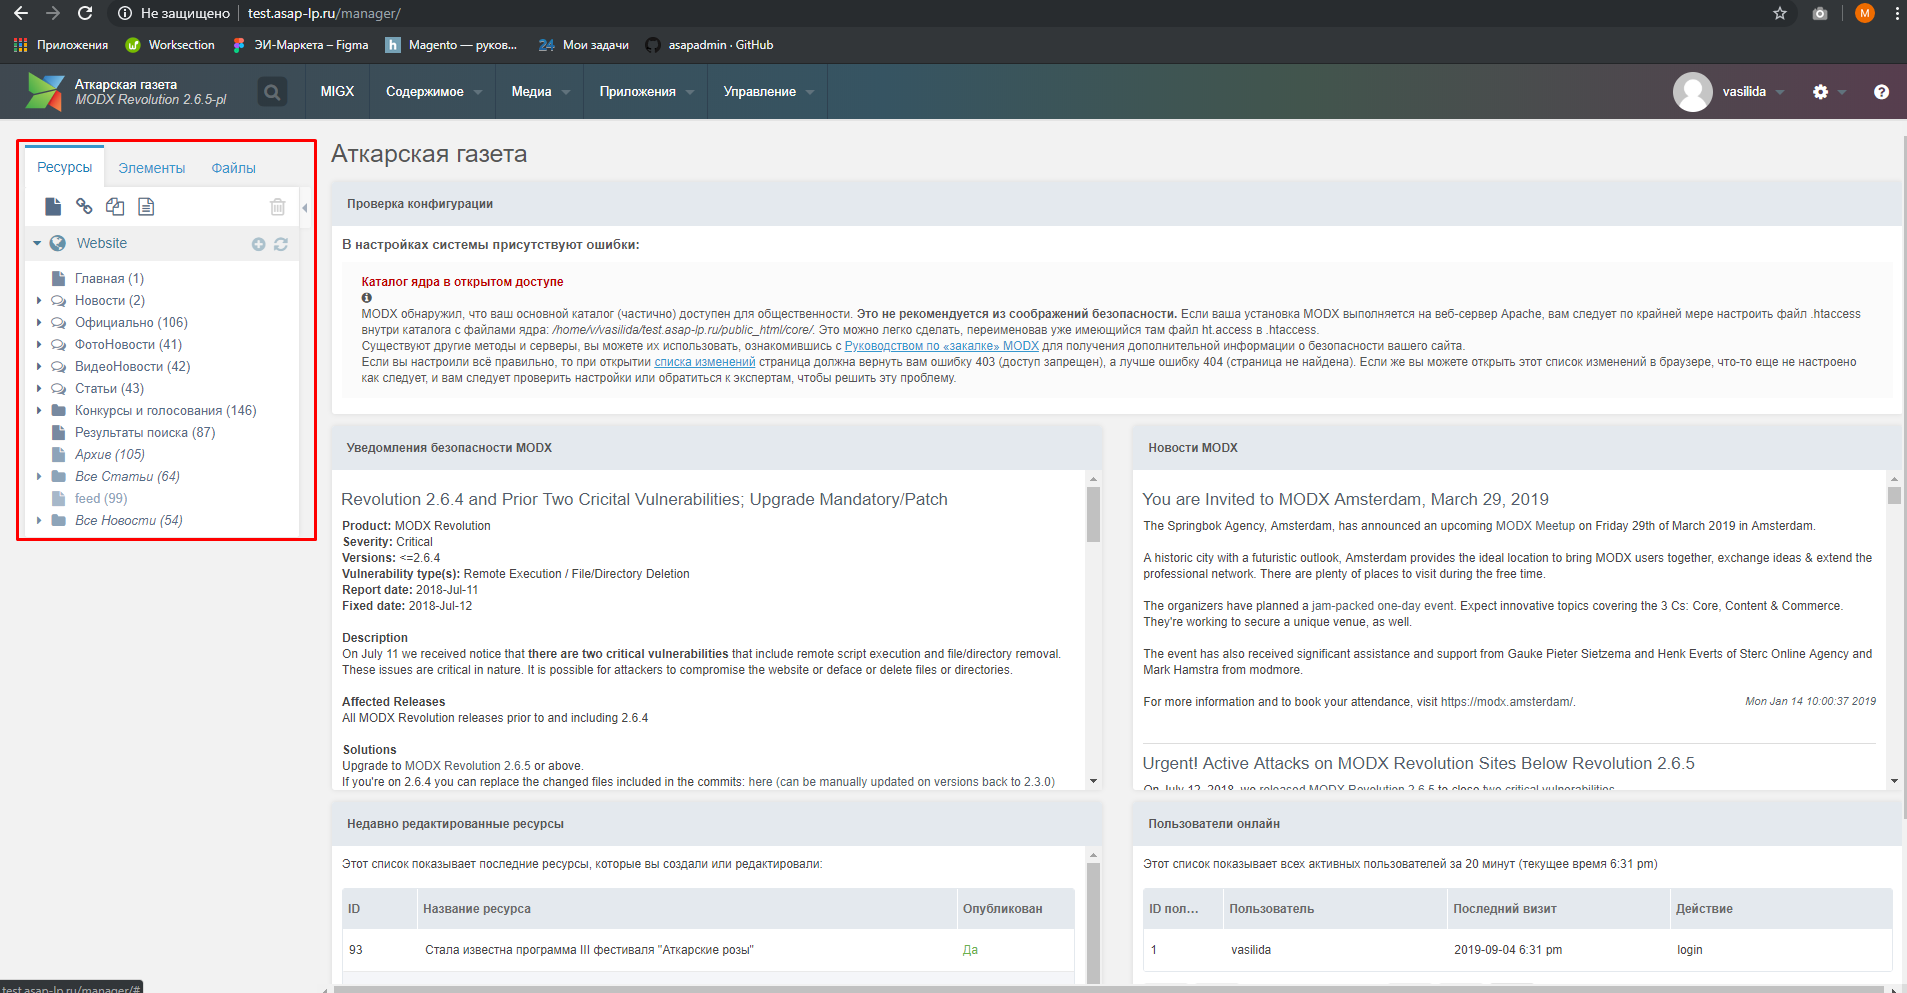 Не защищено test.asap-lp.ru/manager/
M
Приложения Worksection ЭИ-Маркета – Figma Magento — руков... 24 Мои задачи asapadmin · GitHub
Аткарская газета
MODX Revolution 2.6.5-pl
MIGX Содержимое Медиа Приложения Управление vasilida
Ресурсы Элементы Файлы
Website
Главная (1)
Новости (2)
Официально (106)
ФотоНовости (41)
ВидеоНовости (42)
Статьи (43)
Конкурсы и голосования (146)
Результаты поиска (87)
Архив (105)
Все Статьи (64)
feed (99)
Все Новости (54)
Аткарская газета
Проверка конфигурации
В настройках системы присутствуют ошибки:
Каталог ядра в открытом доступе
MODX обнаружил, что ваш основной каталог (частично) доступен для общественности. Это не рекомендуется из соображений безопасности. Если ваша установка MODX выполняется на веб-сервер Apache, вам следует по крайней мере настроить файл .htaccess
внутри каталога с файлами ядра: /home/v/vasilida/test.asap-lp.ru/public_html/core/. Это можно легко сделать, переименовав уже имеющийся там файл ht.access в .htaccess.
Существуют другие методы и серверы, вы можете их использовать, ознакомившись с Руководством по «закалке» MODX для получения дополнительной информации о безопасности вашего сайта.
Если вы настроили всё правильно, то при открытии списка изменений страница должна вернуть вам ошибку 403 (доступ запрещен), а лучше ошибку 404 (страница не найдена). Если же вы можете открыть этот список изменений в браузере, что-то еще не настроено
как следует, и вам следует проверить настройки или обратиться к экспертам, чтобы решить эту проблему.
Уведомления безопасности MODX
Revolution 2.6.4 and Prior Two Cricital Vulnerabilities; Upgrade Mandatory/Patch
Product: MODX Revolution
Severity: Critical
Versions: <=2.6.4
Vulnerability type(s): Remote Execution / File/Directory Deletion
Report date: 2018-Jul-11
Fixed date: 2018-Jul-12
Description
On July 11 we received notice that there are two critical vulnerabilities that include remote script execution and file/directory removal.
These issues are critical in nature. It is possible for attackers to compromise the website or deface or delete files or directories.
Affected Releases
All MODX Revolution releases prior to and including 2.6.4
Solutions
Upgrade to MODX Revolution 2.6.5 or above.
If you're on 2.6.4 you can replace the changed files included in the commits: here (can be manually updated on versions back to 2.3.0)
Новости MODX
You are Invited to MODX Amsterdam, March 29, 2019
The Springbok Agency, Amsterdam, has announced an upcoming MODX Meetup on Friday 29th of March 2019 in Amsterdam.
A historic city with a futuristic outlook, Amsterdam provides the ideal location to bring MODX users together, exchange ideas & extend the
professional network. There are plenty of places to visit during the free time.
The organizers have planned a jam-packed one-day event. Expect innovative topics covering the 3 Cs: Core, Content & Commerce.
They're working to secure a unique venue, as well.
The event has also received significant assistance and support from Gauke Pieter Sietzema and Henk Everts of Sterc Online Agency and
Mark Hamstra from modmore.
For more information and to book your attendance, visit https://modx.amsterdam/. Mon Jan 14 10:00:37 2019
Urgent! Active Attacks on MODX Revolution Sites Below Revolution 2.6.5
On July 12, 2018, we released MODX Revolution 2.6.5 to close two critical vulnerabilities
Недавно редактированные ресурсы
Этот список показывает последние ресурсы, которые вы создали или редактировали:
ID Название ресурса Опубликован
93 Стала известна программа III фестиваля "Аткарские розы" Да
Пользователи онлайн
Этот список показывает всех активных пользователей за 20 минут (текущее время 6:31 pm)
ID пол... Пользователь Последний визит Действие
1 vasilida 2019-09-04 6:31 pm login
test.asap-lp.ru/manager/#